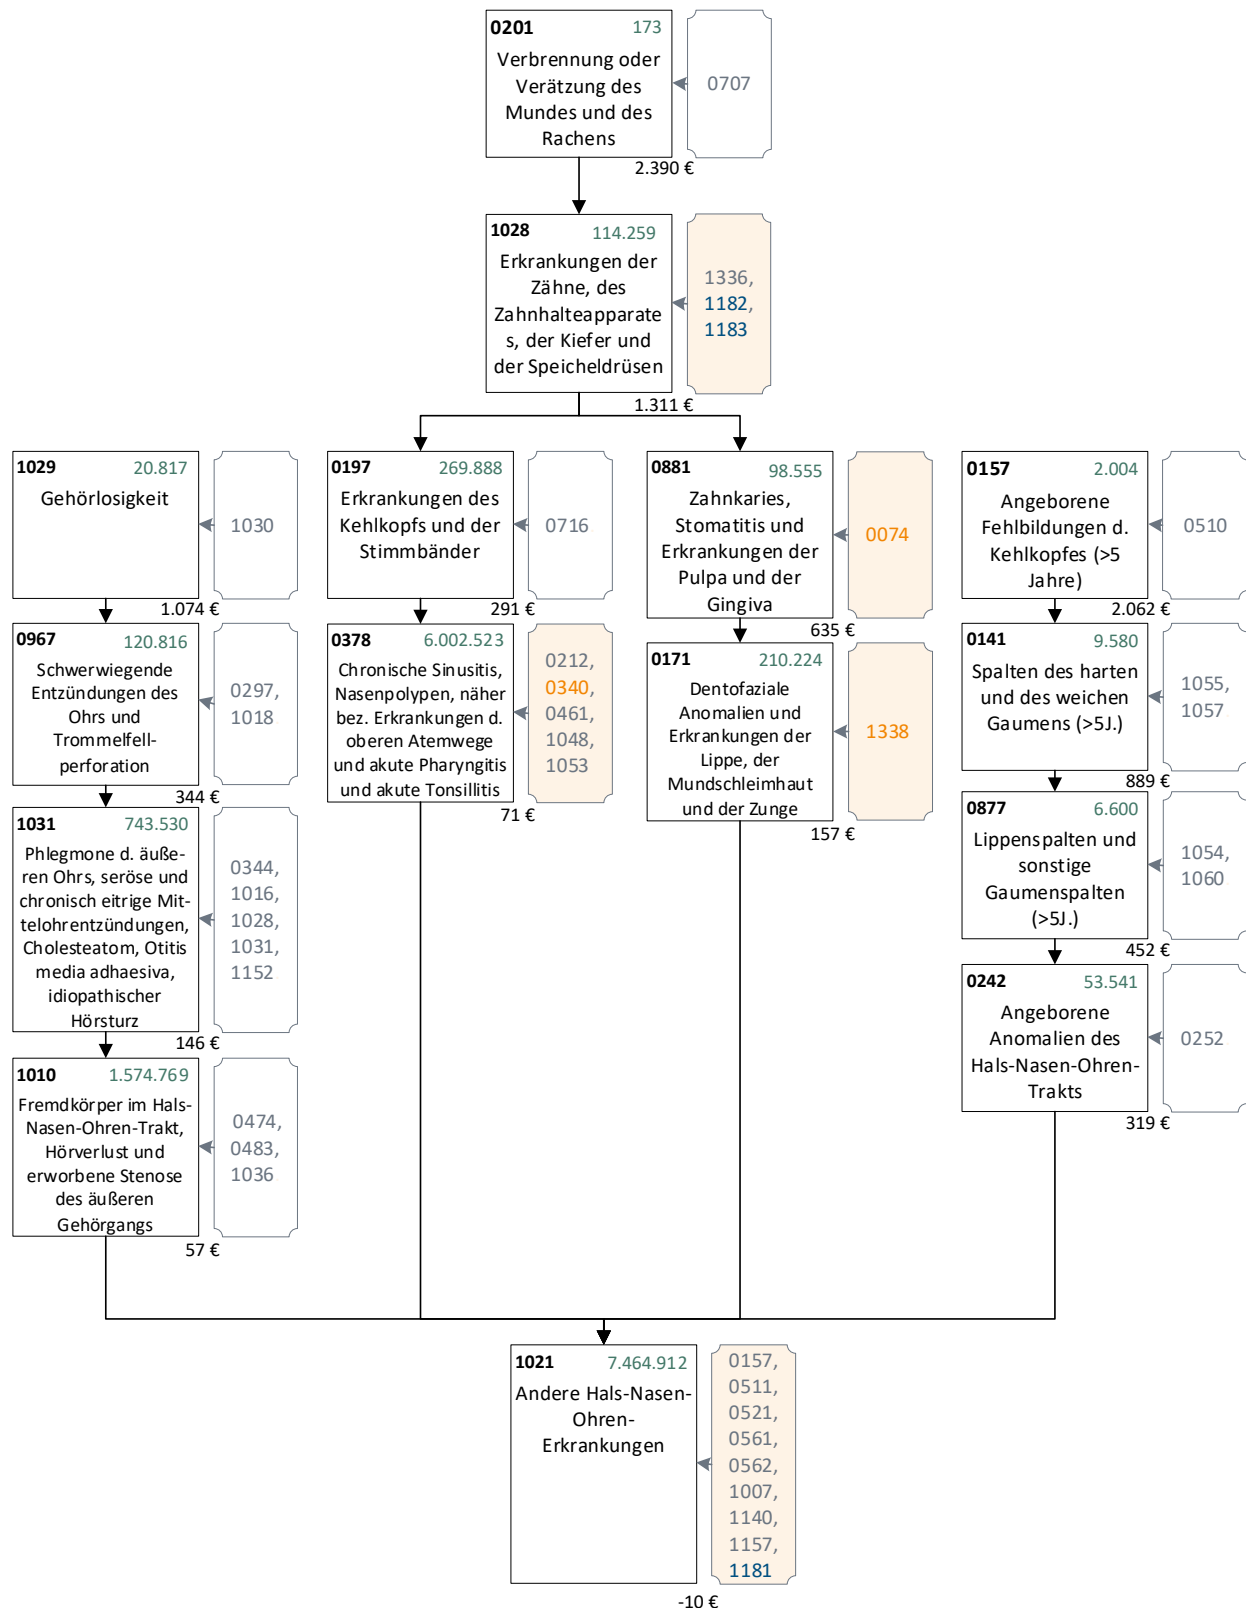 0201 173
Verbrennung oder
Verätzung des
Mundes und des
Rachens
0707
2.390 €
1028 114.259
Erkrankungen der
Zähne, des
Zahnhalteapparate
s, der Kiefer und
der Speicheldrüsen
1336,
1182,
1183
1.311 €
1029 20.817
Gehörlosigkeit
1030
1.074 €
0197 269.888
Erkrankungen des
Kehlkopfs und der
Stimmbänder
0716
291 €
0881 98.555
Zahnkaries,
Stomatitis und
Erkrankungen der
Pulpa und der
Gingiva
0074
635 €
0157 2.004
Angeborene
Fehlbildungen d.
Kehlkopfes (>5
Jahre)
0510
2.062 €
0967 120.816
Schwerwiegende
Entzündungen des
Ohrs und
Trommelfell-
perforation
0297,
1018
344 €
0378 6.002.523
Chronische Sinusitis,
Nasenpolypen, näher
bez. Erkrankungen d.
oberen Atemwege
und akute Pharyngitis
und akute Tonsillitis
0212,
0340,
0461,
1048,
1053
71 €
0171 210.224
Dentofaziale
Anomalien und
Erkrankungen der
Lippe, der
Mundschleimhaut
und der Zunge
1338
157 €
0141 9.580
Spalten des harten
und des weichen
Gaumens (>5J.)
1055,
1057
889 €
0877 6.600
Lippenspalten und
sonstige
Gaumenspalten
(>5J.)
1054,
1060
452 €
1031 743.530
Phlegmone d. äuße-
ren Ohrs, seröse und
chronisch eitrige Mit-
telohrentzündungen,
Cholesteatom, Otitis
media adhaesiva,
idiopathischer
Hörsturz
0344,
1016,
1028,
1031,
1152
146 €
0242 53.541
Angeborene
Anomalien des
Hals-Nasen-Ohren-
Trakts
0252
319 €
1010 1.574.769
Fremdkörper im Hals-
Nasen-Ohren-Trakt,
Hörverlust und
erworbene Stenose
des äußeren
Gehörgangs
0474,
0483,
1036
57 €
1021 7.464.912
Andere Hals-Nasen-
Ohren-
Erkrankungen
0157,
0511,
0521,
0561,
0562,
1007,
1140,
1157,
1181
-10 €